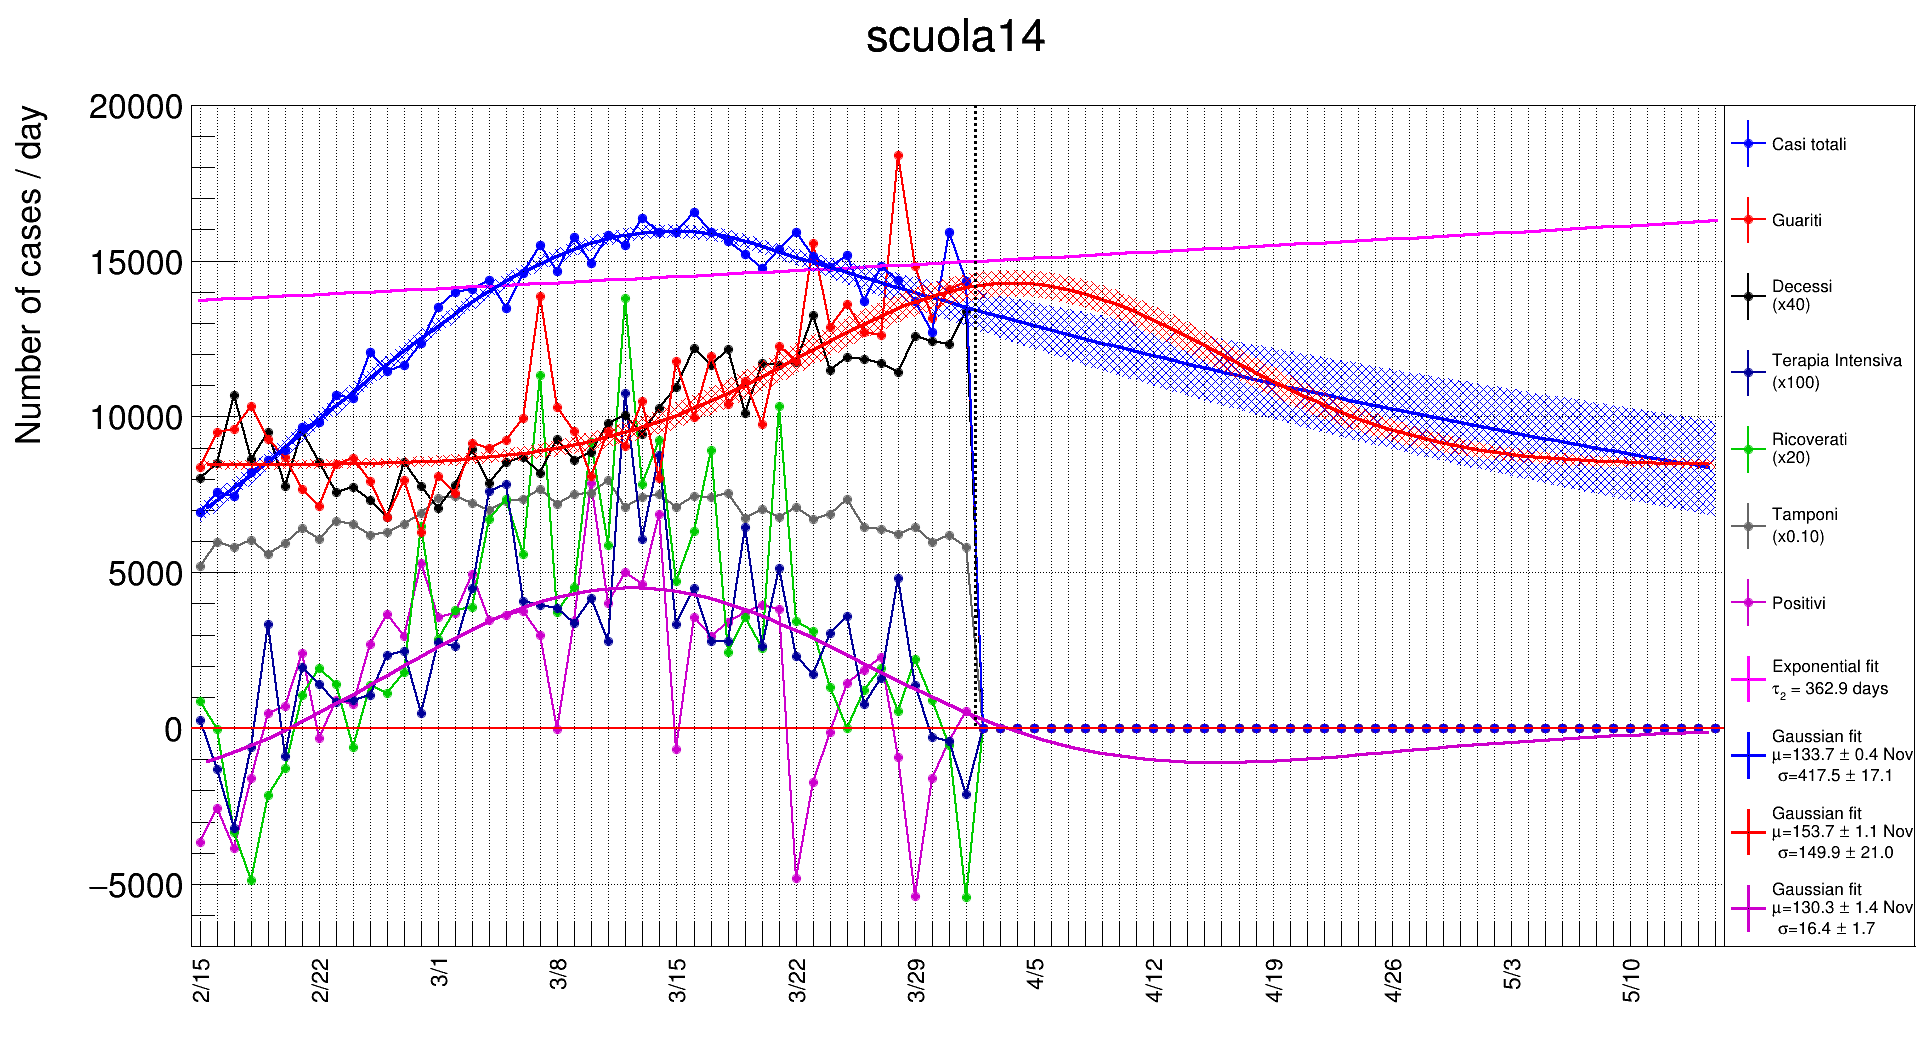 scuola14
Number of cases / day
20000
15000
10000
5000
0
−5000
2/15
2/22
3/1
3/8
3/15
3/22
3/29
4/5
4/12
4/19
4/26
5/3
5/10
Casi totali
Guariti
Decessi
(x40)
Terapia Intensiva
(x100)
Ricoverati
(x20)
Tamponi
(x0.10)
Positivi
Exponential fit
τ2 = 362.9 days
Gaussian fit
μ=133.7 ± 0.4 Nov
σ=417.5 ± 17.1
Gaussian fit
μ=153.7 ± 1.1 Nov
σ=149.9 ± 21.0
Gaussian fit
μ=130.3 ± 1.4 Nov
σ=16.4 ± 1.7